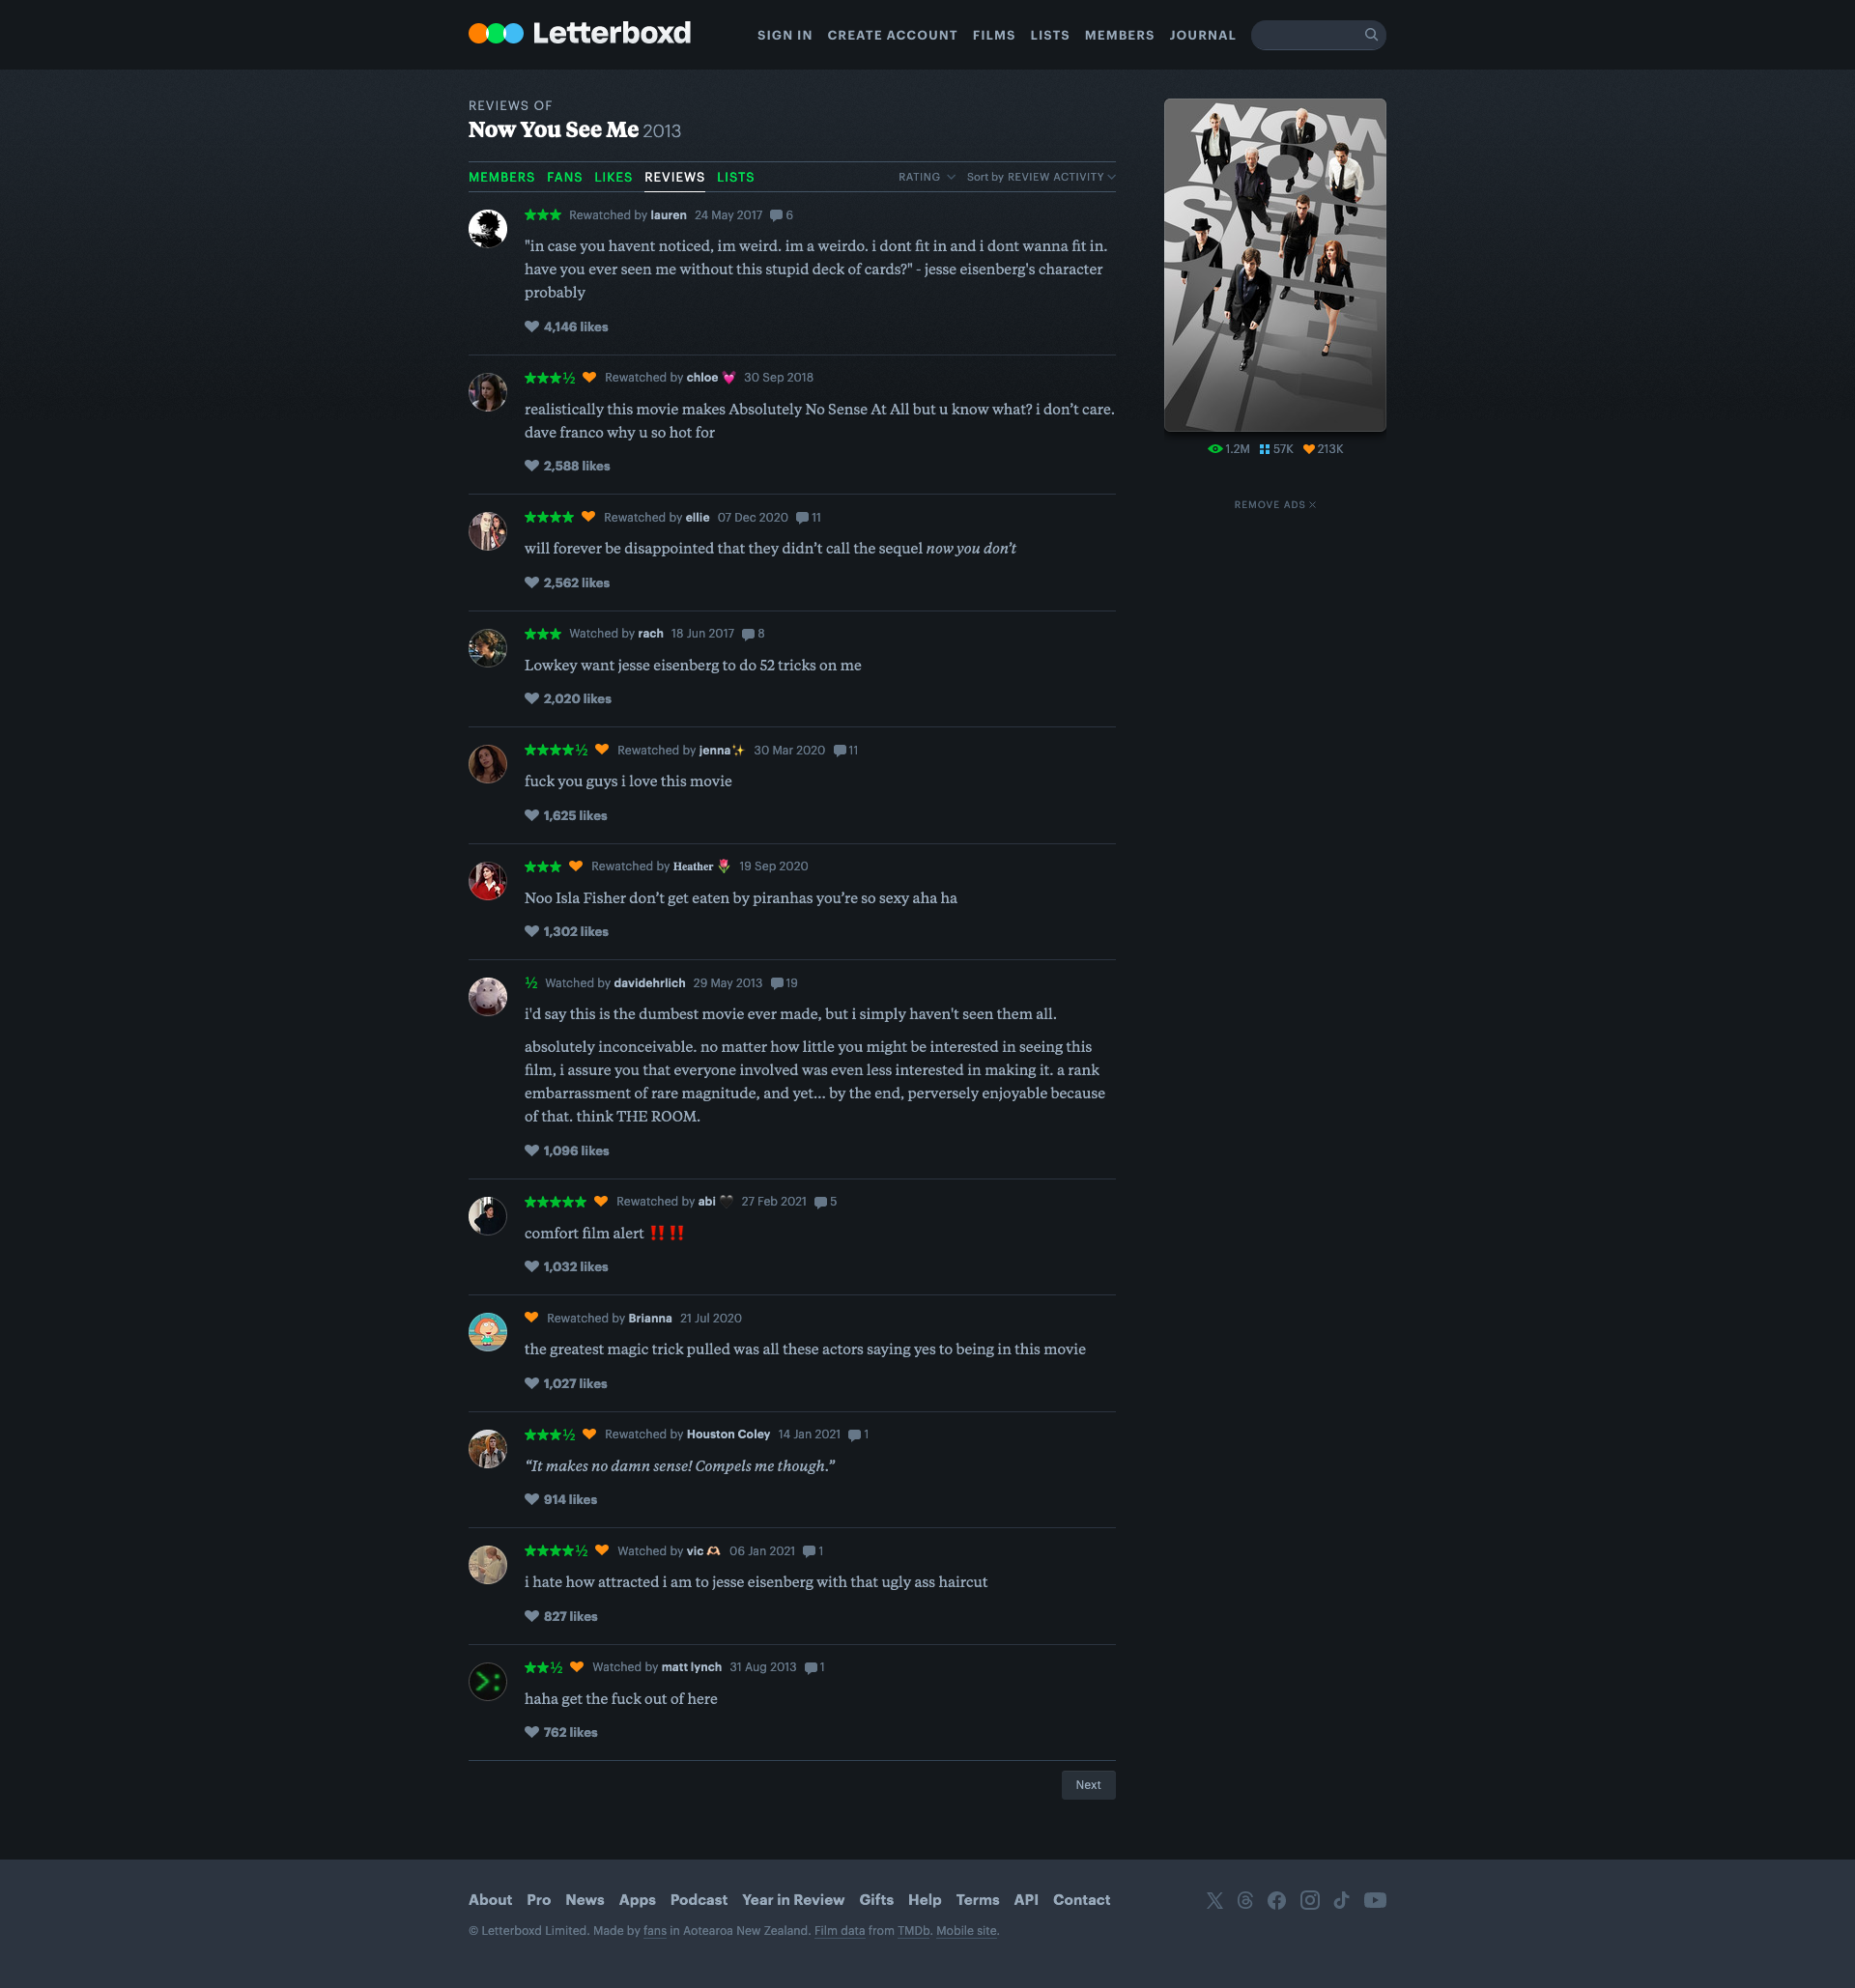 Letterboxd
SIGN IN CREATE ACCOUNT FILMS LISTS MEMBERS JOURNAL
REVIEWS OF
Now You See Me 2013
MEMBERS FANS LIKES REVIEWS LISTS
RATING Sort by REVIEW ACTIVITY
★★★ Rewatched by lauren 24 May 2017 6
"in case you havent noticed, im weird. im a weirdo. i dont fit in and i dont wanna fit in.
have you ever seen me without this stupid deck of cards?" - jesse eisenberg's character
probably
4,146 likes
★★★½ Rewatched by chloe 💓 30 Sep 2018
realistically this movie makes Absolutely No Sense At All but u know what? i don’t care.
dave franco why u so hot for
2,588 likes
★★★★ Rewatched by ellie 07 Dec 2020 11
will forever be disappointed that they didn’t call the sequel now you don’t
2,562 likes
★★★ Watched by rach 18 Jun 2017 8
Lowkey want jesse eisenberg to do 52 tricks on me
2,020 likes
★★★★½ Rewatched by jenna✨ 30 Mar 2020 11
fuck you guys i love this movie
1,625 likes
★★★ Rewatched by Heather 🌷 19 Sep 2020
Noo Isla Fisher don’t get eaten by piranhas you’re so sexy aha ha
1,302 likes
½ Watched by davidehrlich 29 May 2013 19
i'd say this is the dumbest movie ever made, but i simply haven't seen them all.
absolutely inconceivable. no matter how little you might be interested in seeing this
film, i assure you that everyone involved was even less interested in making it. a rank
embarrassment of rare magnitude, and yet... by the end, perversely enjoyable because
of that. think THE ROOM.
1,096 likes
★★★★★ Rewatched by abi 🖤 27 Feb 2021 5
comfort film alert ‼️‼️
1,032 likes
Rewatched by Brianna 21 Jul 2020
the greatest magic trick pulled was all these actors saying yes to being in this movie
1,027 likes
★★★½ Rewatched by Houston Coley 14 Jan 2021 1
“It makes no damn sense! Compels me though.”
914 likes
★★★★½ Watched by vic 🫶🏻 06 Jan 2021 1
i hate how attracted i am to jesse eisenberg with that ugly ass haircut
827 likes
★★½ Watched by matt lynch 31 Aug 2013 1
haha get the fuck out of here
762 likes
Next
NOW
YOU
SEE
ME
1.2M 57K 213K
REMOVE ADS
About Pro News Apps Podcast Year in Review Gifts Help Terms API Contact
© Letterboxd Limited. Made by fans in Aotearoa New Zealand. Film data from TMDb. Mobile site.